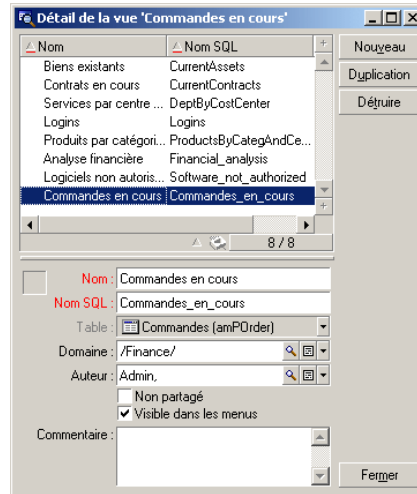 Détail de la vue 'Commandes en cours'
Nom Nom SQL Nouveau
Biens existants CurrentAssets
Contrats en cours CurrentContracts Duplication
Services par centre ... DeptByCostCenter Détruire
Logins Logins
Produits par catégori... ProductsByCategAndCe...
Analyse financière Financial_analysis
Logiciels non autoris... Software_not_authorized
Commandes en cours Commandes_en_cours
8 / 8
Nom : Commandes en cours
Nom SQL : Commandes_en_cours
Table : Commandes (amPOrder)
Domaine : /Finance/
Auteur : Admin,
Non partagé
Visible dans les menus
Commentaire :
Fermer